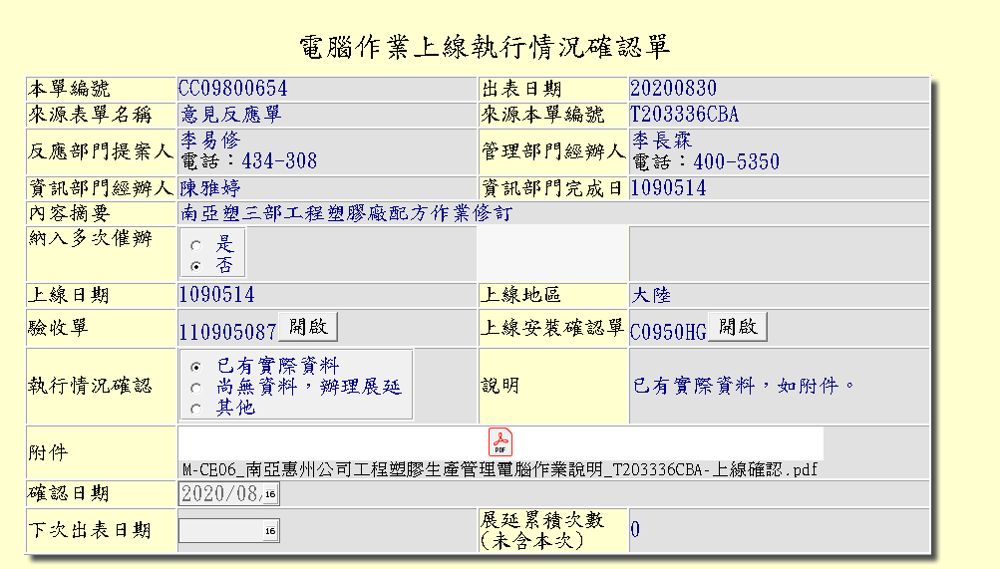 電腦作業上線執行情況確認單
本單編號 CC09800654 出表日期 20200830
來源表單名稱 意見反應單 來源本單編號 T203336CBA
反應部門提案人 李易修 管理部門經辦人 李長霖
電話：434-308 電話：400-5350
資訊部門經辦人 陳雅婷 資訊部門完成日 1090514
內容摘要 南亞塑三部工程塑膠廠配方作業修訂
納入多次催辦 是
否
上線日期 1090514 上線地區 大陸
驗收單 110905087 開啟 上線安裝確認單 C0950HG 開啟
執行情況確認 已有實際資料 說明 已有實際資料，如附件。
尚無資料，辦理展延
其他
附件 PDF
M-CE06_南亞惠州公司工程塑膠生產管理電腦作業說明_T203336CBA-上線確認.pdf
確認日期 2020/08/ 16
下次出表日期 16 展延累積次數 0
(未含本次)